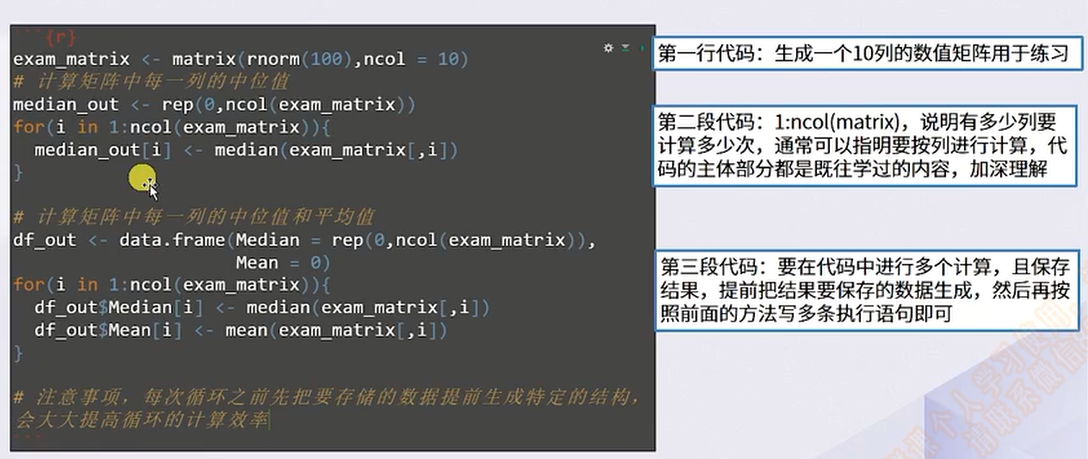 ```{r}
exam_matrix <- matrix(rnorm(100),ncol = 10)
# 计算矩阵中每一列的中位值
median_out <- rep(0,ncol(exam_matrix))
for(i in 1:ncol(exam_matrix)){
  median_out[i] <- median(exam_matrix[,i])
}
# 计算矩阵中每一列的中位值和平均值
df_out <- data.frame(Median = rep(0,ncol(exam_matrix)),
                     Mean = 0)
for(i in 1:ncol(exam_matrix)){
  df_out$Median[i] <- median(exam_matrix[,i])
  df_out$Mean[i] <- mean(exam_matrix[,i])
}
# 注意事项，每次循环之前先把要存储的数据提前生成特定的结构，
会大大提高循环的计算效率
```
第一行代码：生成一个10列的数值矩阵用于练习
第二段代码：1:ncol(matrix)，说明有多少列要
计算多少次，通常可以指明要按列进行计算，代
码的主体部分都是既往学过的内容，加深理解
第三段代码：要在代码中进行多个计算，且保存
结果，提前把结果要保存的数据生成，然后再按
照前面的方法写多条执行语句即可